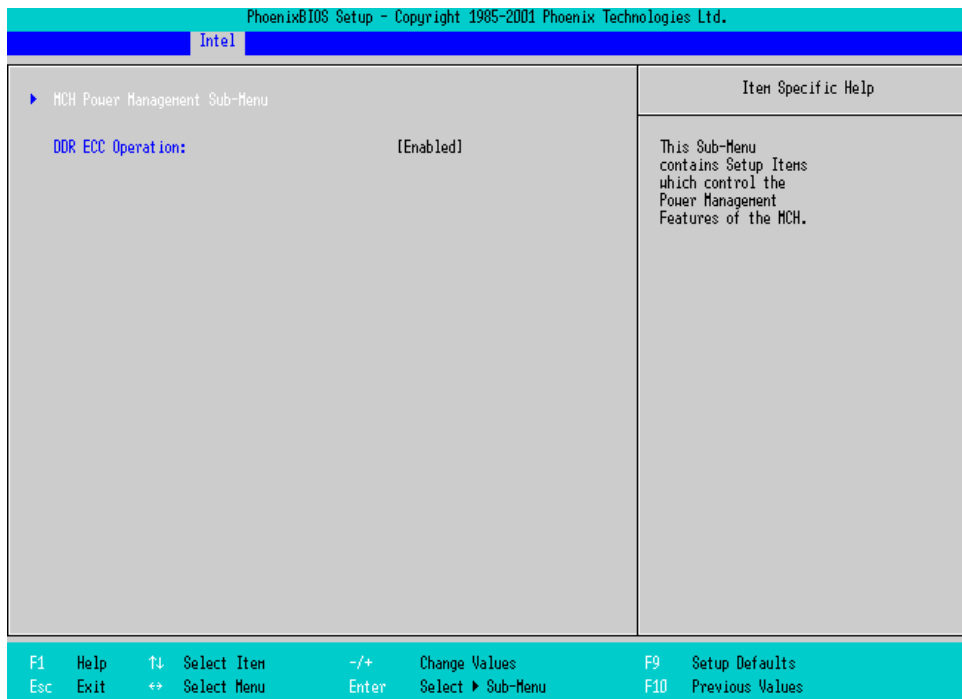 PhoenixBIOS Setup - Copyright 1985-2001 Phoenix Technologies Ltd.
Intel
MCH Power Management Sub-Menu
DDR ECC Operation: [Enabled]
Item Specific Help
This Sub-Menu
contains Setup Items
which control the
Power Management
Features of the MCH.
F1 Help ↑↓ Select Item -/+ Change Values F9 Setup Defaults
Esc Exit ↔ Select Menu Enter Select ▶ Sub-Menu F10 Previous Values